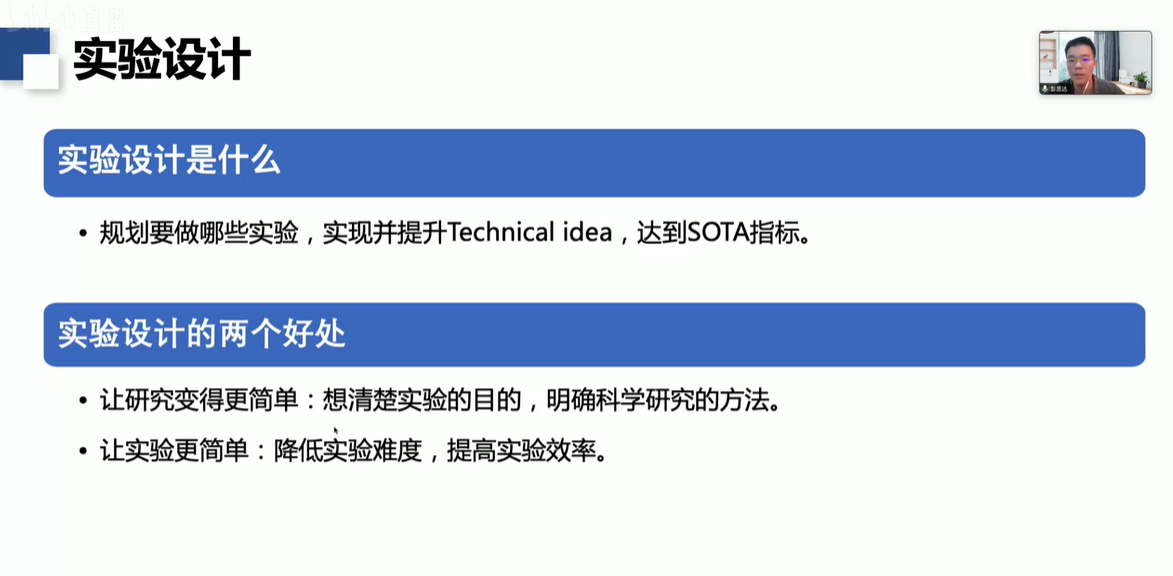 实验设计
实验设计是什么
• 规划要做哪些实验，实现并提升Technical idea，达到SOTA指标。
实验设计的两个好处
• 让研究变得更简单：想清楚实验的目的，明确科学研究的方法。
• 让实验更简单：降低实验难度，提高实验效率。